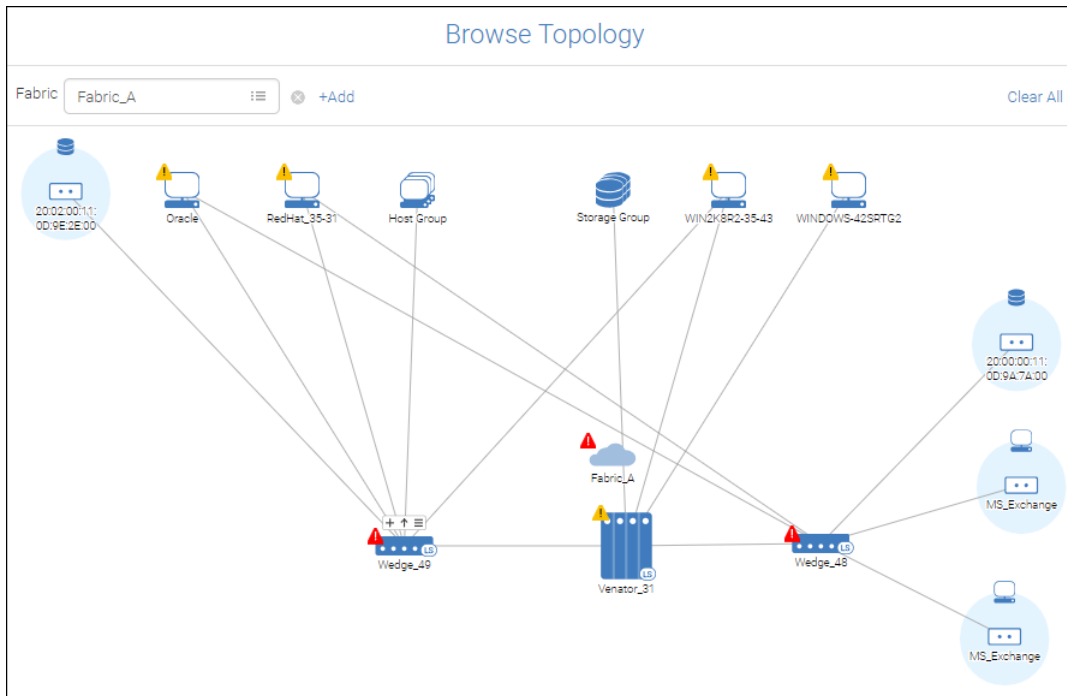 Browse Topology
Fabric
Fabric_A
+Add
Clear All
20:02:00:11:
0D:9E:2E:00
Oracle
RedHat_35-31
Host Group
Storage Group
WIN2K8R2-35-43
WINDOWS-42SRTG2
20:00:00:11:
0D:9A:7A:00
Fabric_A
MS_Exchange
LS
Wedge_49
LS
Venator_31
LS
Wedge_48
MS_Exchange